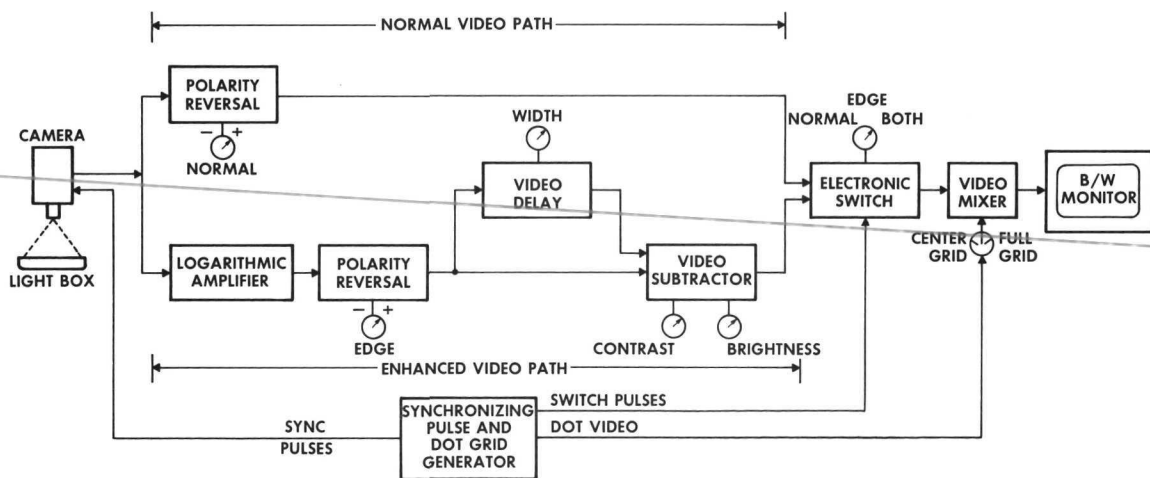 NORMAL VIDEO PATH
POLARITY
REVERSAL
− +
NORMAL
CAMERA
LIGHT BOX
WIDTH
VIDEO
DELAY
EDGE
NORMAL BOTH
ELECTRONIC
SWITCH
VIDEO
MIXER
B/W
MONITOR
CENTER
GRID
FULL
GRID
LOGARITHMIC
AMPLIFIER
POLARITY
REVERSAL
− +
EDGE
VIDEO
SUBTRACTOR
CONTRAST
BRIGHTNESS
ENHANCED VIDEO PATH
SYNC
PULSES
SYNCHRONIZING
PULSE AND
DOT GRID
GENERATOR
SWITCH PULSES
DOT VIDEO